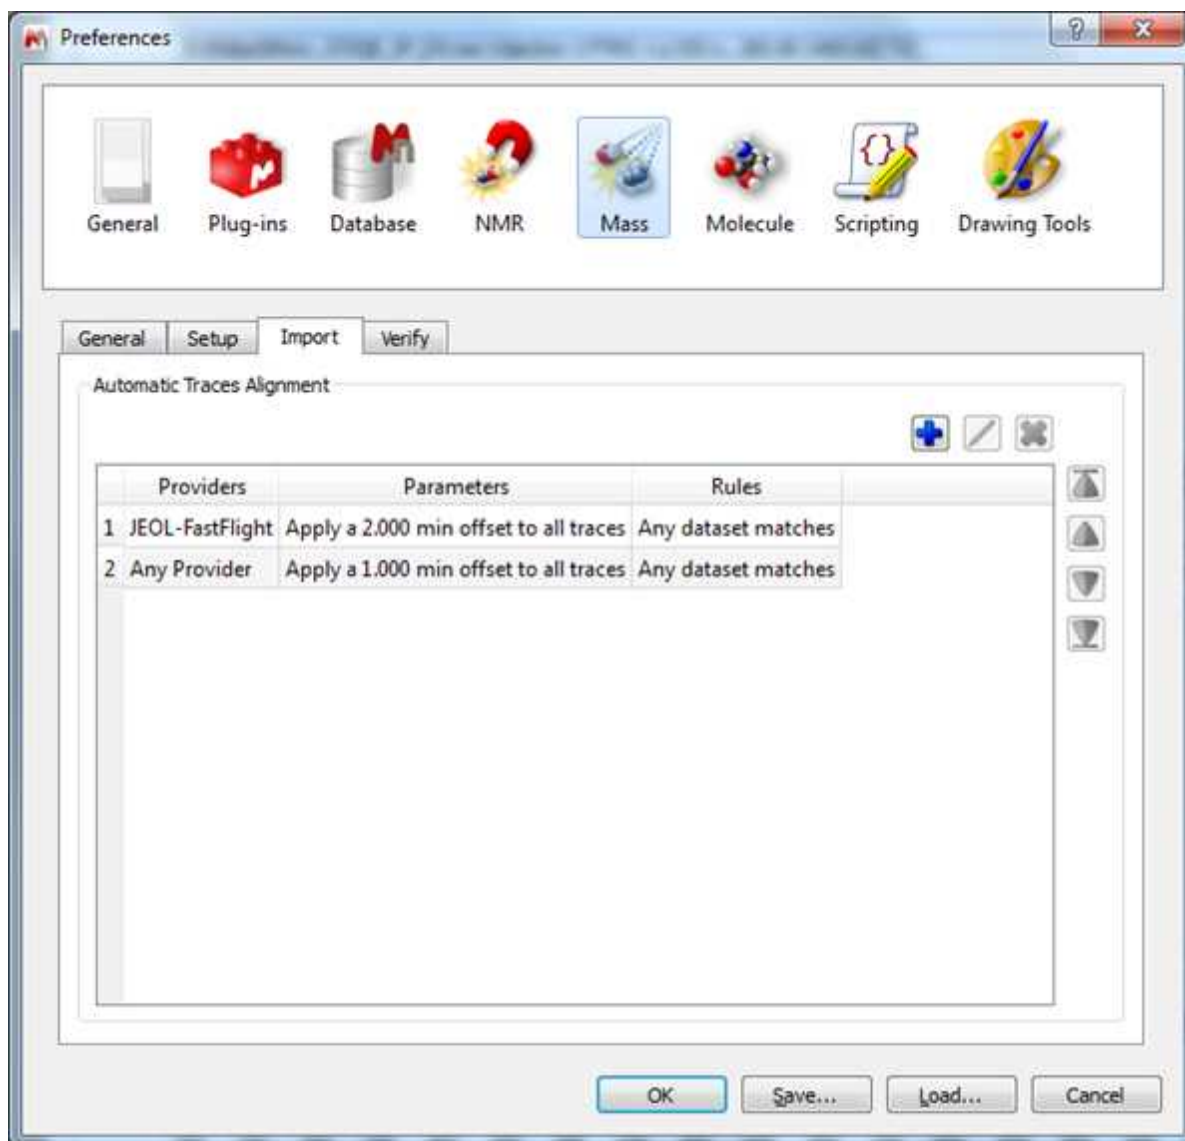 Preferences
General Plug-ins Database NMR Mass Molecule Scripting Drawing Tools
General Setup Import Verify
Automatic Traces Alignment
Providers Parameters Rules
1 JEOL-FastFlight Apply a 2.000 min offset to all traces Any dataset matches
2 Any Provider Apply a 1.000 min offset to all traces Any dataset matches
OK Save... Load... Cancel